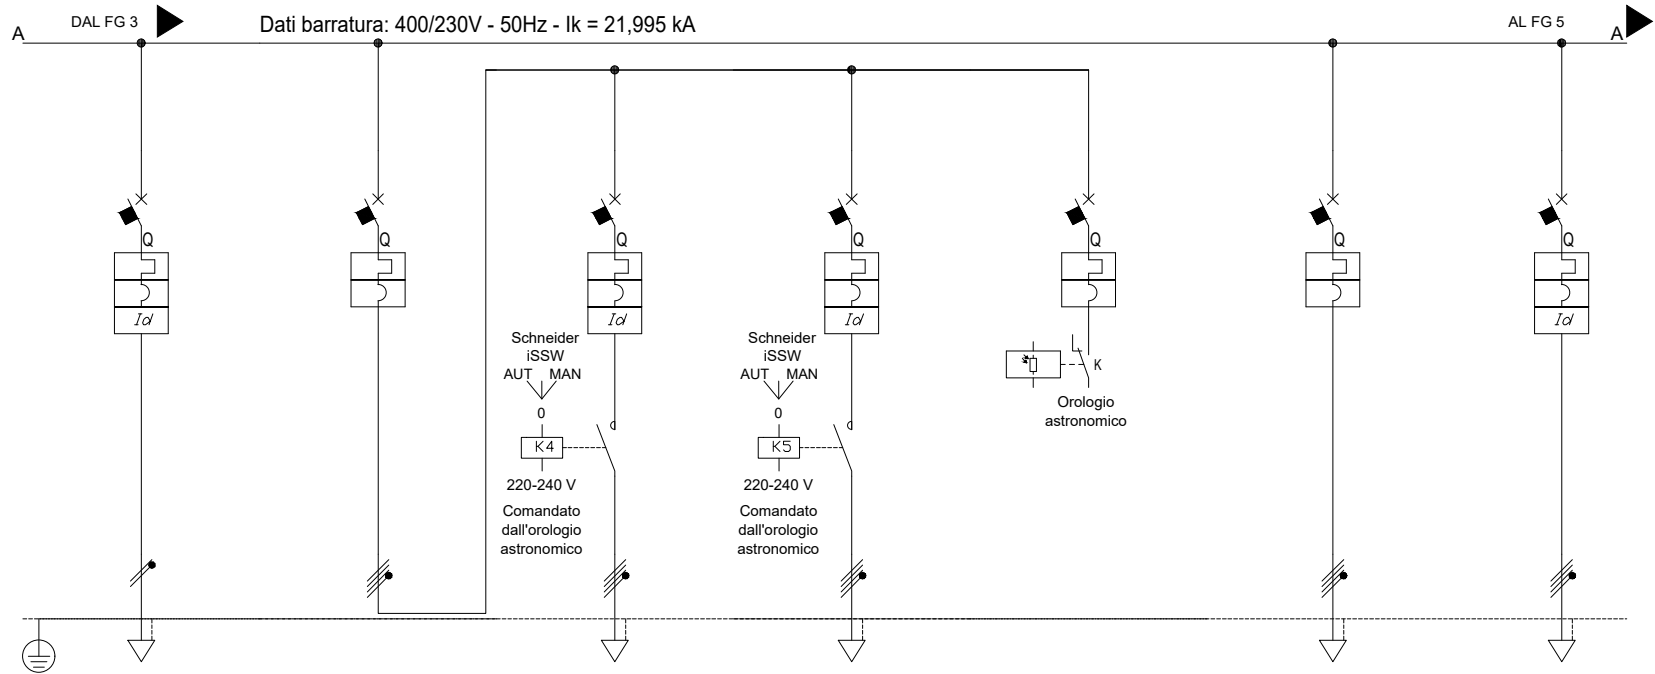 DAL FG 3
Dati barratura: 400/230V - 50Hz - Ik = 21,995 kA
AL FG 5
A
A
Q
Q
Q
Q
Q
Q
Q
Id
Id
Id
Id
Schneider
iSSW
AUT MAN
0
K4
220-240 V
Comandato
dall'orologio
astronomico
Schneider
iSSW
AUT MAN
0
K5
220-240 V
Comandato
dall'orologio
astronomico
K
Orologio
astronomico